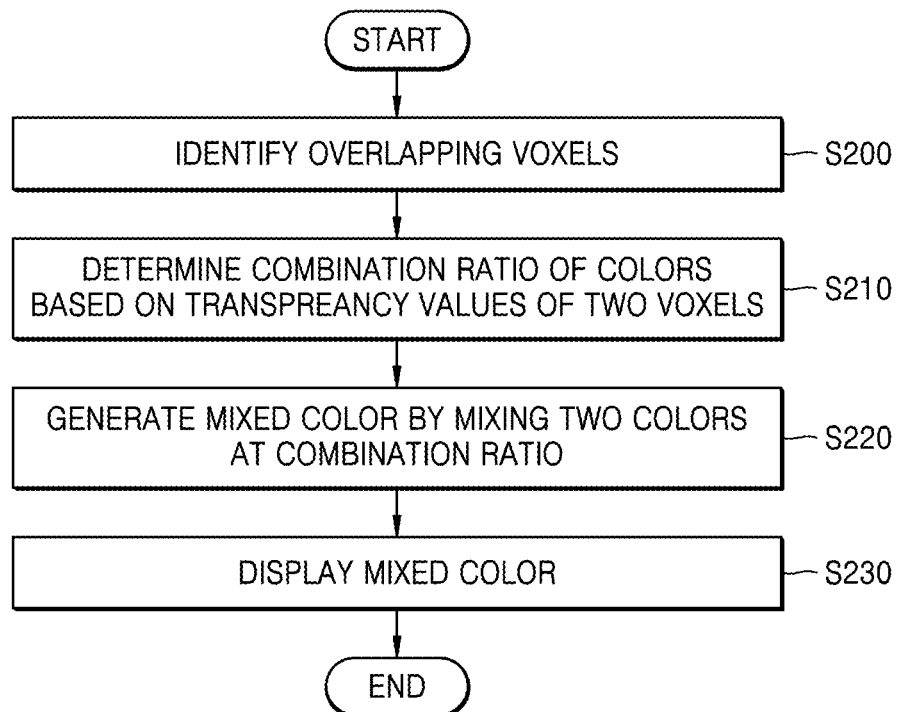 START
IDENTIFY OVERLAPPING VOXELS
S200
DETERMINE COMBINATION RATIO OF COLORS
BASED ON TRANSPREANCY VALUES OF TWO VOXELS
S210
GENERATE MIXED COLOR BY MIXING TWO COLORS
AT COMBINATION RATIO
S220
DISPLAY MIXED COLOR
S230
END